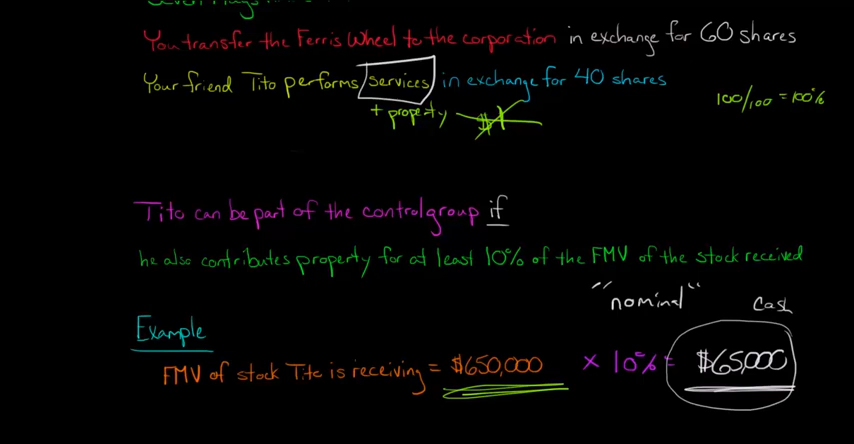 You transfer the Ferris Wheel to the corporation in exchange for 60 shares
Your friend Tito performs services in exchange for 40 shares
+ property $1
100/100 = 100%
Tito can be part of the control group if
he also contributes property for at least 10% of the FMV of the stock received
"nominal"
Cash
Example
FMV of stock Tito is receiving = $650,000 × 10% = $65,000